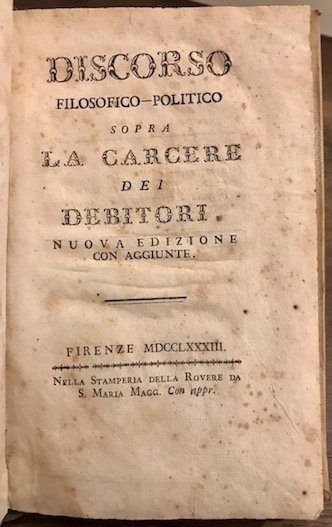 DISCORSO
FILOSOFICO-POLITICO
SOPRA
LA CARCERE
DEI
DEBITORI.
NUOVA EDIZIONE
CON AGGIUNTE.
FIRENZE MDCCLXXXIII.
NELLA STAMPERIA DELLA ROVERE DA
S. MARIA MAGG. Con appr.